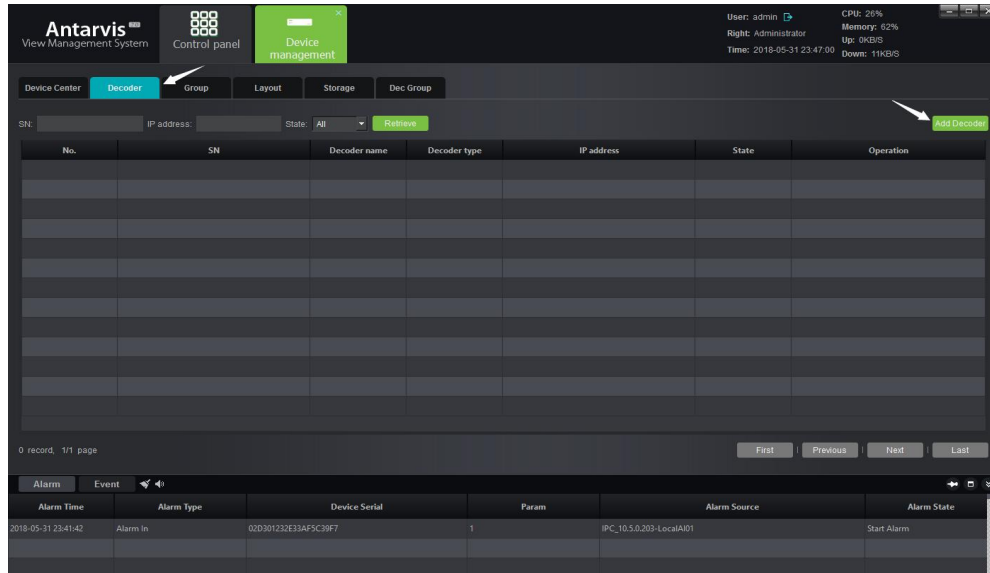 Antarvis 2.0
View Management System
Control panel
Device management
User: admin
Right: Administrator
Time: 2018-05-31 23:47:00
CPU: 26%
Memory: 62%
Up: 0KB/S
Down: 11KB/S
Device Center Decoder Group Layout Storage Dec Group
SN: IP address: State: All Retrieve Add Decoder
No. SN Decoder name Decoder type IP address State Operation
0 record, 1/1 page First Previous Next Last
Alarm Event
Alarm Time Alarm Type Device Serial Param Alarm Source Alarm State
2018-05-31 23:41:42 Alarm In 02D301232E33AF5C39F7 1 IPC_10.5.0.203-LocalAI01 Start Alarm